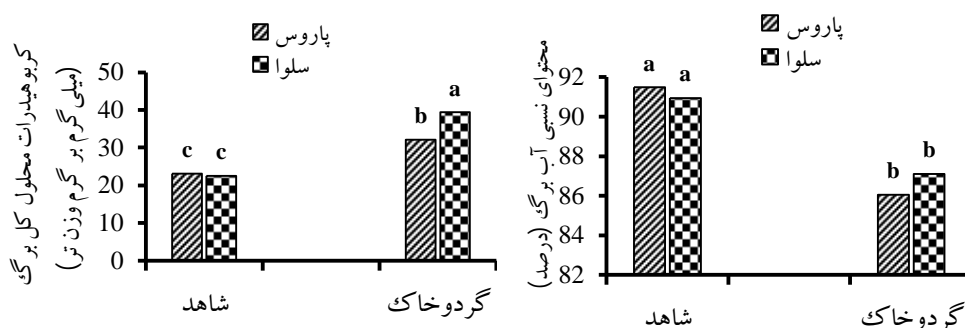 پاروس
سلوا
کربوهیدرات محلول کل برگ
(میلی گرم بر گرم وزن تر)
50
40
30
20
10
0
c c
b a
شاهد گردوخاک
پاروس
سلوا
محتوای نسبی آب برگ (درصد)
92
90
88
86
84
82
a a
b b
شاهد گردوخاک